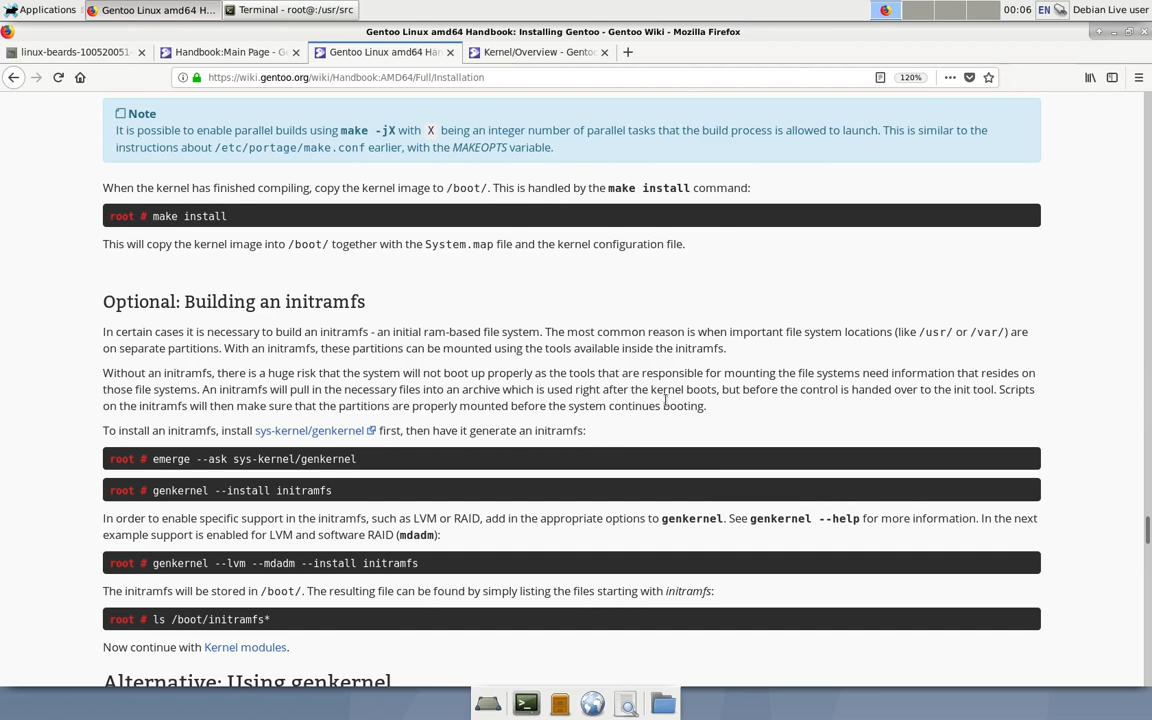 Applications
Gentoo Linux amd64 H...
Terminal - root@:/usr/src
00:06
EN
Debian Live user
Gentoo Linux amd64 Handbook: Installing Gentoo - Gentoo Wiki - Mozilla Firefox
linux-beards-100520051
Handbook:Main Page - G
Gentoo Linux amd64 Han
Kernel/Overview - Gento
https://wiki.gentoo.org/wiki/Handbook:AMD64/Full/Installation
120%
Note
It is possible to enable parallel builds using make -jX with X being an integer number of parallel tasks that the build process is allowed to launch. This is similar to the
instructions about /etc/portage/make.conf earlier, with the MAKEOPTS variable.
When the kernel has finished compiling, copy the kernel image to /boot/. This is handled by the make install command:
root # make install
This will copy the kernel image into /boot/ together with the System.map file and the kernel configuration file.
Optional: Building an initramfs
In certain cases it is necessary to build an initramfs - an initial ram-based file system. The most common reason is when important file system locations (like /usr/ or /var/) are
on separate partitions. With an initramfs, these partitions can be mounted using the tools available inside the initramfs.
Without an initramfs, there is a huge risk that the system will not boot up properly as the tools that are responsible for mounting the file systems need information that resides on
those file systems. An initramfs will pull in the necessary files into an archive which is used right after the kernel boots, but before the control is handed over to the init tool. Scripts
on the initramfs will then make sure that the partitions are properly mounted before the system continues booting.
To install an initramfs, install sys-kernel/genkernel first, then have it generate an initramfs:
root # emerge --ask sys-kernel/genkernel
root # genkernel --install initramfs
In order to enable specific support in the initramfs, such as LVM or RAID, add in the appropriate options to genkernel. See genkernel --help for more information. In the next
example support is enabled for LVM and software RAID (mdadm):
root # genkernel --lvm --mdadm --install initramfs
The initramfs will be stored in /boot/. The resulting file can be found by simply listing the files starting with initramfs:
root # ls /boot/initramfs*
Now continue with Kernel modules.
Alternative: Using genkernel